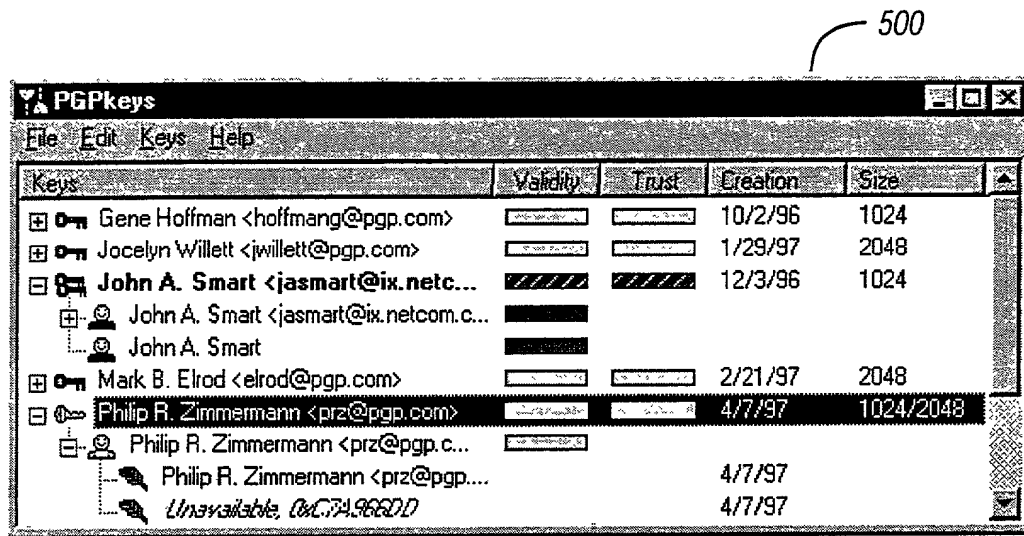 500
PGPkeys
File Edit Keys Help
Keys Validity Trust Creation Size
Gene Hoffman <hoffmang@pgp.com> 10/2/96 1024
Jocelyn Willett <jwillett@pgp.com> 1/29/97 2048
John A. Smart <jasmart@ix.netc... 12/3/96 1024
John A. Smart <jasmart@ix.netcom.c...
John A. Smart
Mark B. Elrod <elrod@pgp.com> 2/21/97 2048
Philip R. Zimmermann <prz@pgp.com> 4/7/97 1024/2048
Philip R. Zimmermann <prz@pgp.c...
Philip R. Zimmermann <prz@pgp.... 4/7/97
Unavailable, 4/7/97